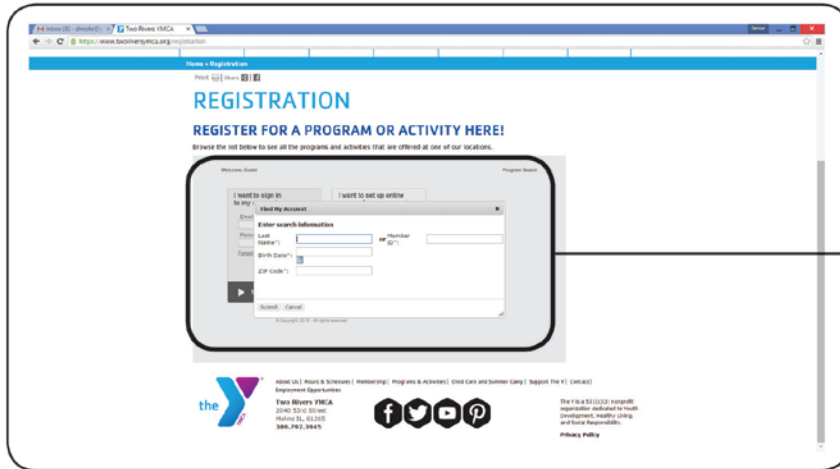 Two Rivers YMCA
https://www.tworiversymca.org/registration
Home » Registration
Print | Share
REGISTRATION
REGISTER FOR A PROGRAM OR ACTIVITY HERE!
Browse the list below to see all the programs and activities that are offered at one of our locations.
Welcome, Guest
Program Search
I want to sign in
to my
I want to set up online
Find My Account
Enter search information
Last
Name*:
or Member
ID*:
Birth Date*:
ZIP Code*:
Submit Cancel
© Copyright 2015 - All rights reserved
About Us | Hours & Schedules | Membership | Programs & Activities | Child Care and Summer Camp | Support The Y | Contact |
Employment Opportunities
the
YMCA
Two Rivers YMCA
2040 53rd Street
Moline IL, 61265
309.797.3945
The Y is a 501(c)(3) nonprofit
organization dedicated to Youth
Development, Healthy Living,
and Social Responsibility.
Privacy Policy